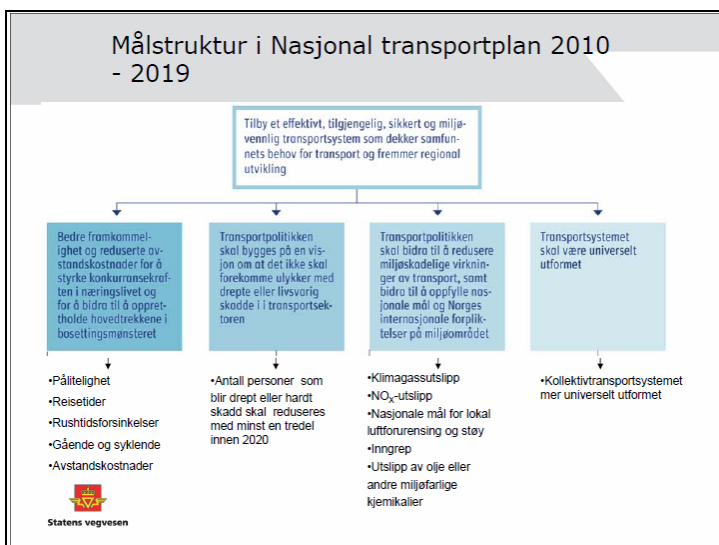 Målstruktur i Nasjonal transportplan 2010
- 2019
Tilby et effektivt, tilgjengelig, sikkert og miljø-
vennlig transportsystem som dekker samfun-
nets behov for transport og fremmer regional
utvikling
Bedre framkommelig-
lighet og reduserte av-
standskostnader for å
styrke konkurransekraf-
ten i næringslivet og
for å bidra til å oppret-
tholde hovedtrekkene i
bosettingsmønsteret
•Pålitelighet
•Reisetider
•Rushtidsforsinkelser
•Gående og syklende
•Avstandskostnader
Transportpolitikken
skal bygges på en vis-
jon om at det ikke skal
forekomme ulykker med
drepte eller livsvarig
skadde i i transportsek-
toren
•Antall personer som
blir drept eller hardt
skadd skal reduseres
med minst en tredel
innen 2020
Transportpolitikken
skal bidra til å redusere
miljøskadelige virknin-
ger av transport, samt
bidra til å oppfylle nas-
jonale mål og Norges
internasjonale forplik-
telser på miljøområdet
•Klimagassutslipp
•NOX-utslipp
•Nasjonale mål for lokal
luftforurensing og støy
•Inngrep
•Utslipp av olje eller
andre miljøfarlige
kjemikalier
Transportsystemet
skal være universelt
utformet
•Kollektivtransportsystemet
mer universelt utformet
Statens vegvesen